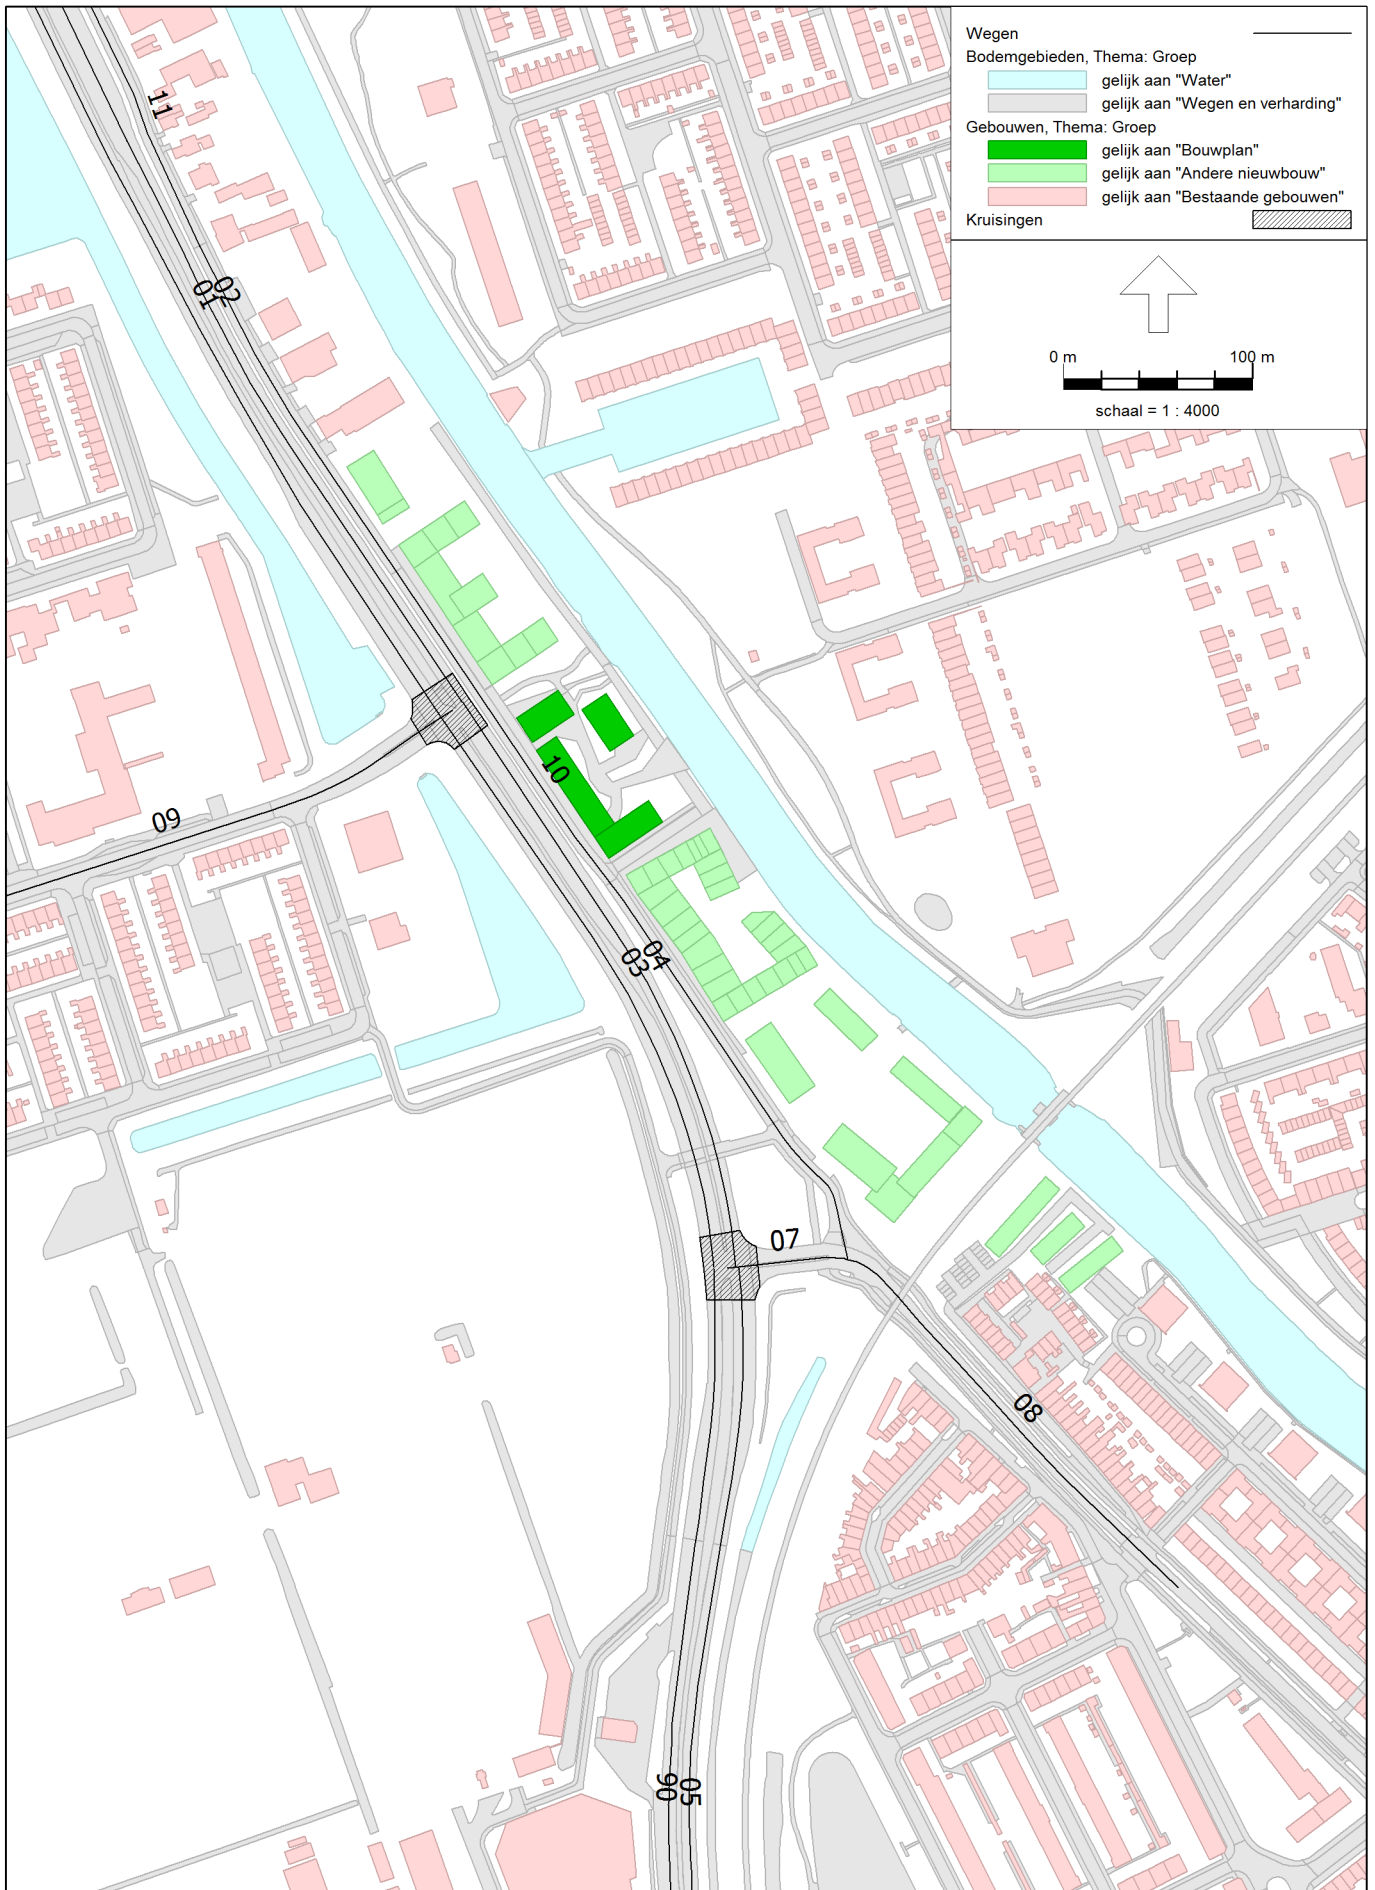 Wegen
Bodemgebieden, Thema: Groep
gelijk aan "Water"
gelijk aan "Wegen en verharding"
Gebouwen, Thema: Groep
gelijk aan "Bouwplan"
gelijk aan "Andere nieuwbouw"
gelijk aan "Bestaande gebouwen"
Kruisingen
0 m 100 m
schaal = 1 : 4000
11
02
01
10
09
04
03
07
08
06
05